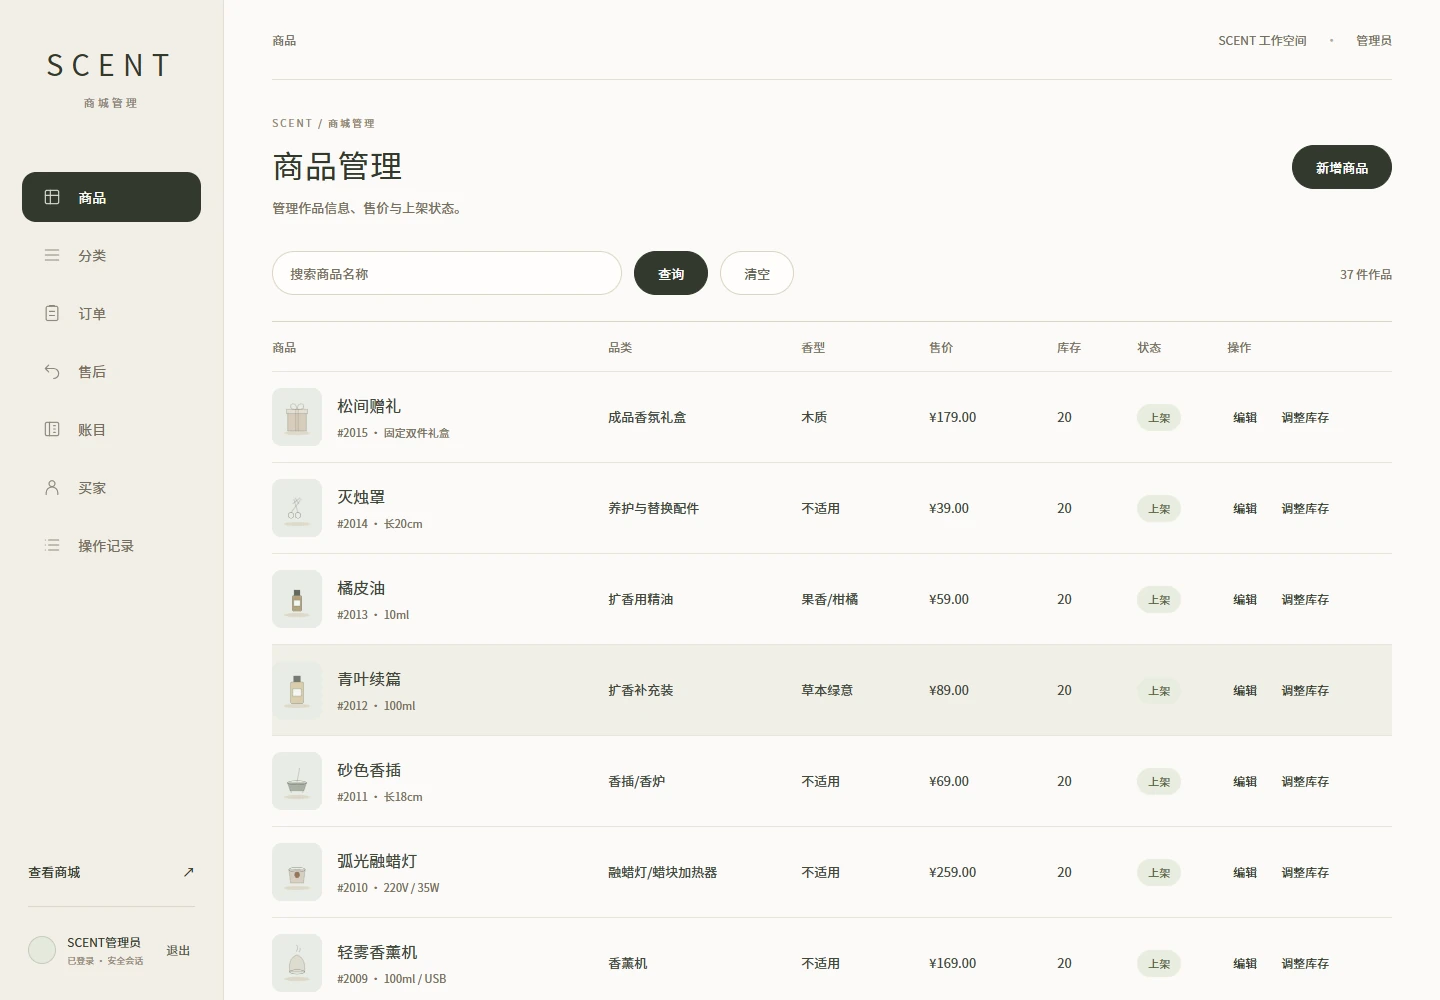 SCENT
商城管理
商品
分类
订单
售后
账目
买家
操作记录
查看商城 ↗
SCENT管理员
已登录 · 安全会话
退出
商品
SCENT 工作空间 · 管理员
SCENT / 商城管理
商品管理
管理作品信息、售价与上架状态。
新增商品
搜索商品名称 查询 清空 37 件作品
商品 品类 香型 售价 库存 状态 操作
松间赠礼
#2015 · 固定双件礼盒
成品香氛礼盒 木质 ¥179.00 20 上架 编辑 调整库存
灭烛罩
#2014 · 长20cm
养护与替换配件 不适用 ¥39.00 20 上架 编辑 调整库存
橘皮油
#2013 · 10ml
扩香用精油 果香/柑橘 ¥59.00 20 上架 编辑 调整库存
青叶续篇
#2012 · 100ml
扩香补充装 草本绿意 ¥89.00 20 上架 编辑 调整库存
砂色香插
#2011 · 长18cm
香插/香炉 不适用 ¥69.00 20 上架 编辑 调整库存
弧光融蜡灯
#2010 · 220V / 35W
融蜡灯/蜡块加热器 不适用 ¥259.00 20 上架 编辑 调整库存
轻雾香薰机
#2009 · 100ml / USB
香薰机 不适用 ¥169.00 20 上架 编辑 调整库存